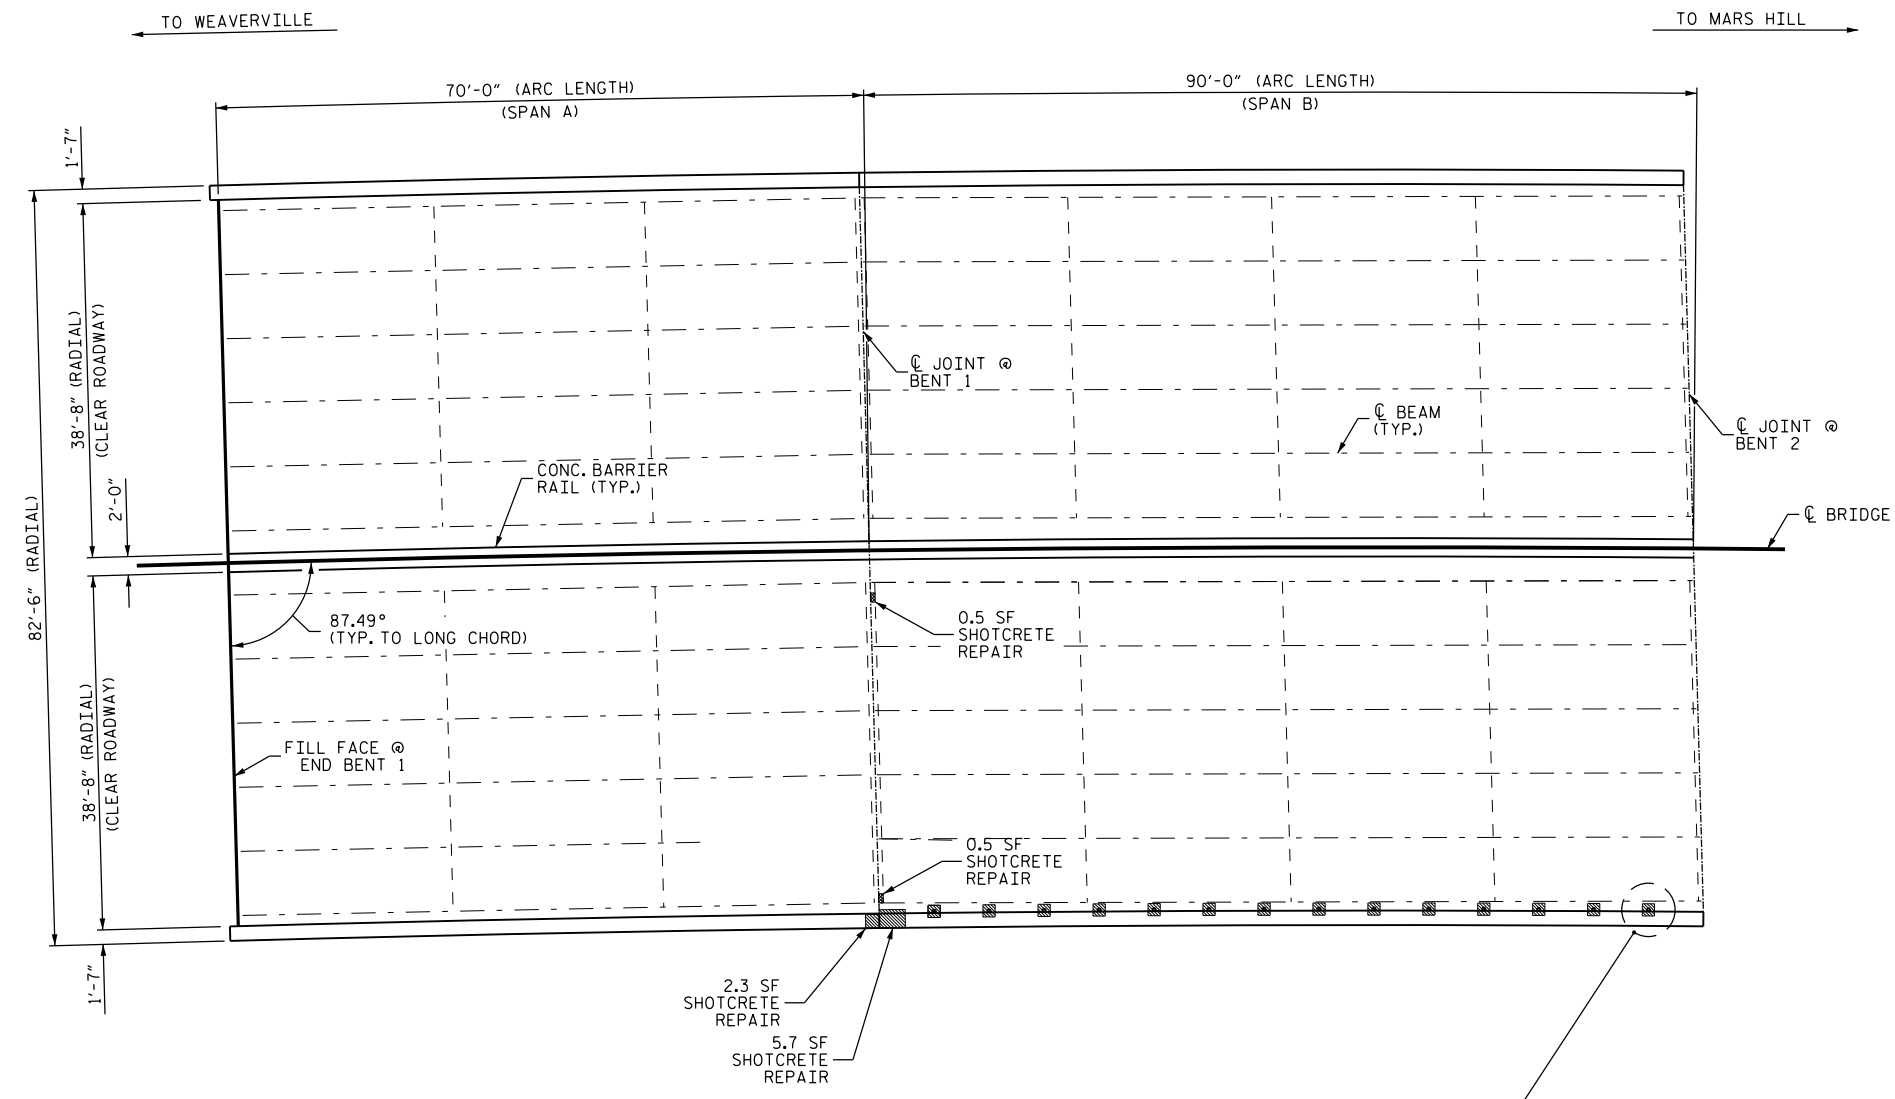 TO WEAVERVILLE
TO MARS HILL
70'-0" (ARC LENGTH)
(SPAN A)
90'-0" (ARC LENGTH)
(SPAN B)
1'-7"
38'-8" (RADIAL)
(CLEAR ROADWAY)
2'-0"
82'-6" (RADIAL)
38'-8" (RADIAL)
(CLEAR ROADWAY)
1'-7"
℄ JOINT @
BENT 1
℄ BEAM
(TYP.)
℄ JOINT @
BENT 2
CONC. BARRIER
RAIL (TYP.)
℄ BRIDGE
87.49°
(TYP. TO LONG CHORD)
0.5 SF
SHOTCRETE
REPAIR
FILL FACE @
END BENT 1
0.5 SF
SHOTCRETE
REPAIR
2.3 SF
SHOTCRETE
REPAIR
5.7 SF
SHOTCRETE
REPAIR